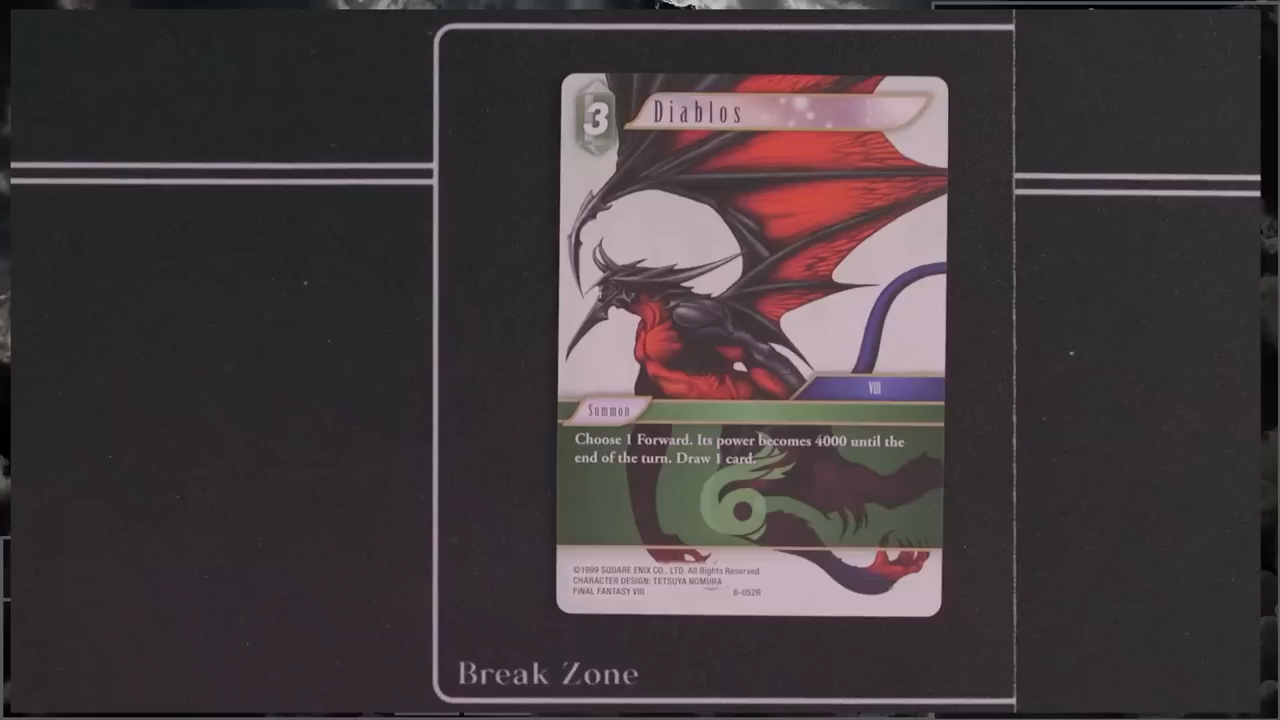 3
Diablos
VIII
Summon
Choose 1 Forward. Its power becomes 4000 until the
end of the turn. Draw 1 card.
©1999 SQUARE ENIX CO., LTD. All Rights Reserved.
CHARACTER DESIGN: TETSUYA NOMURA
FINAL FANTASY VIII
6-052R
Break Zone